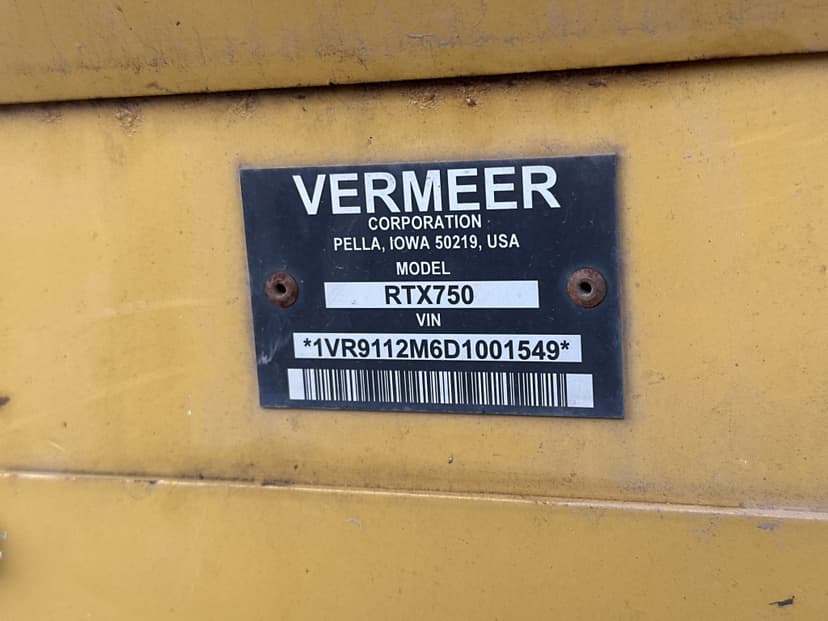 VERMEER
CORPORATION
PELLA, IOWA 50219, USA
MODEL
RTX750
VIN
*1VR9112M6D1001549*